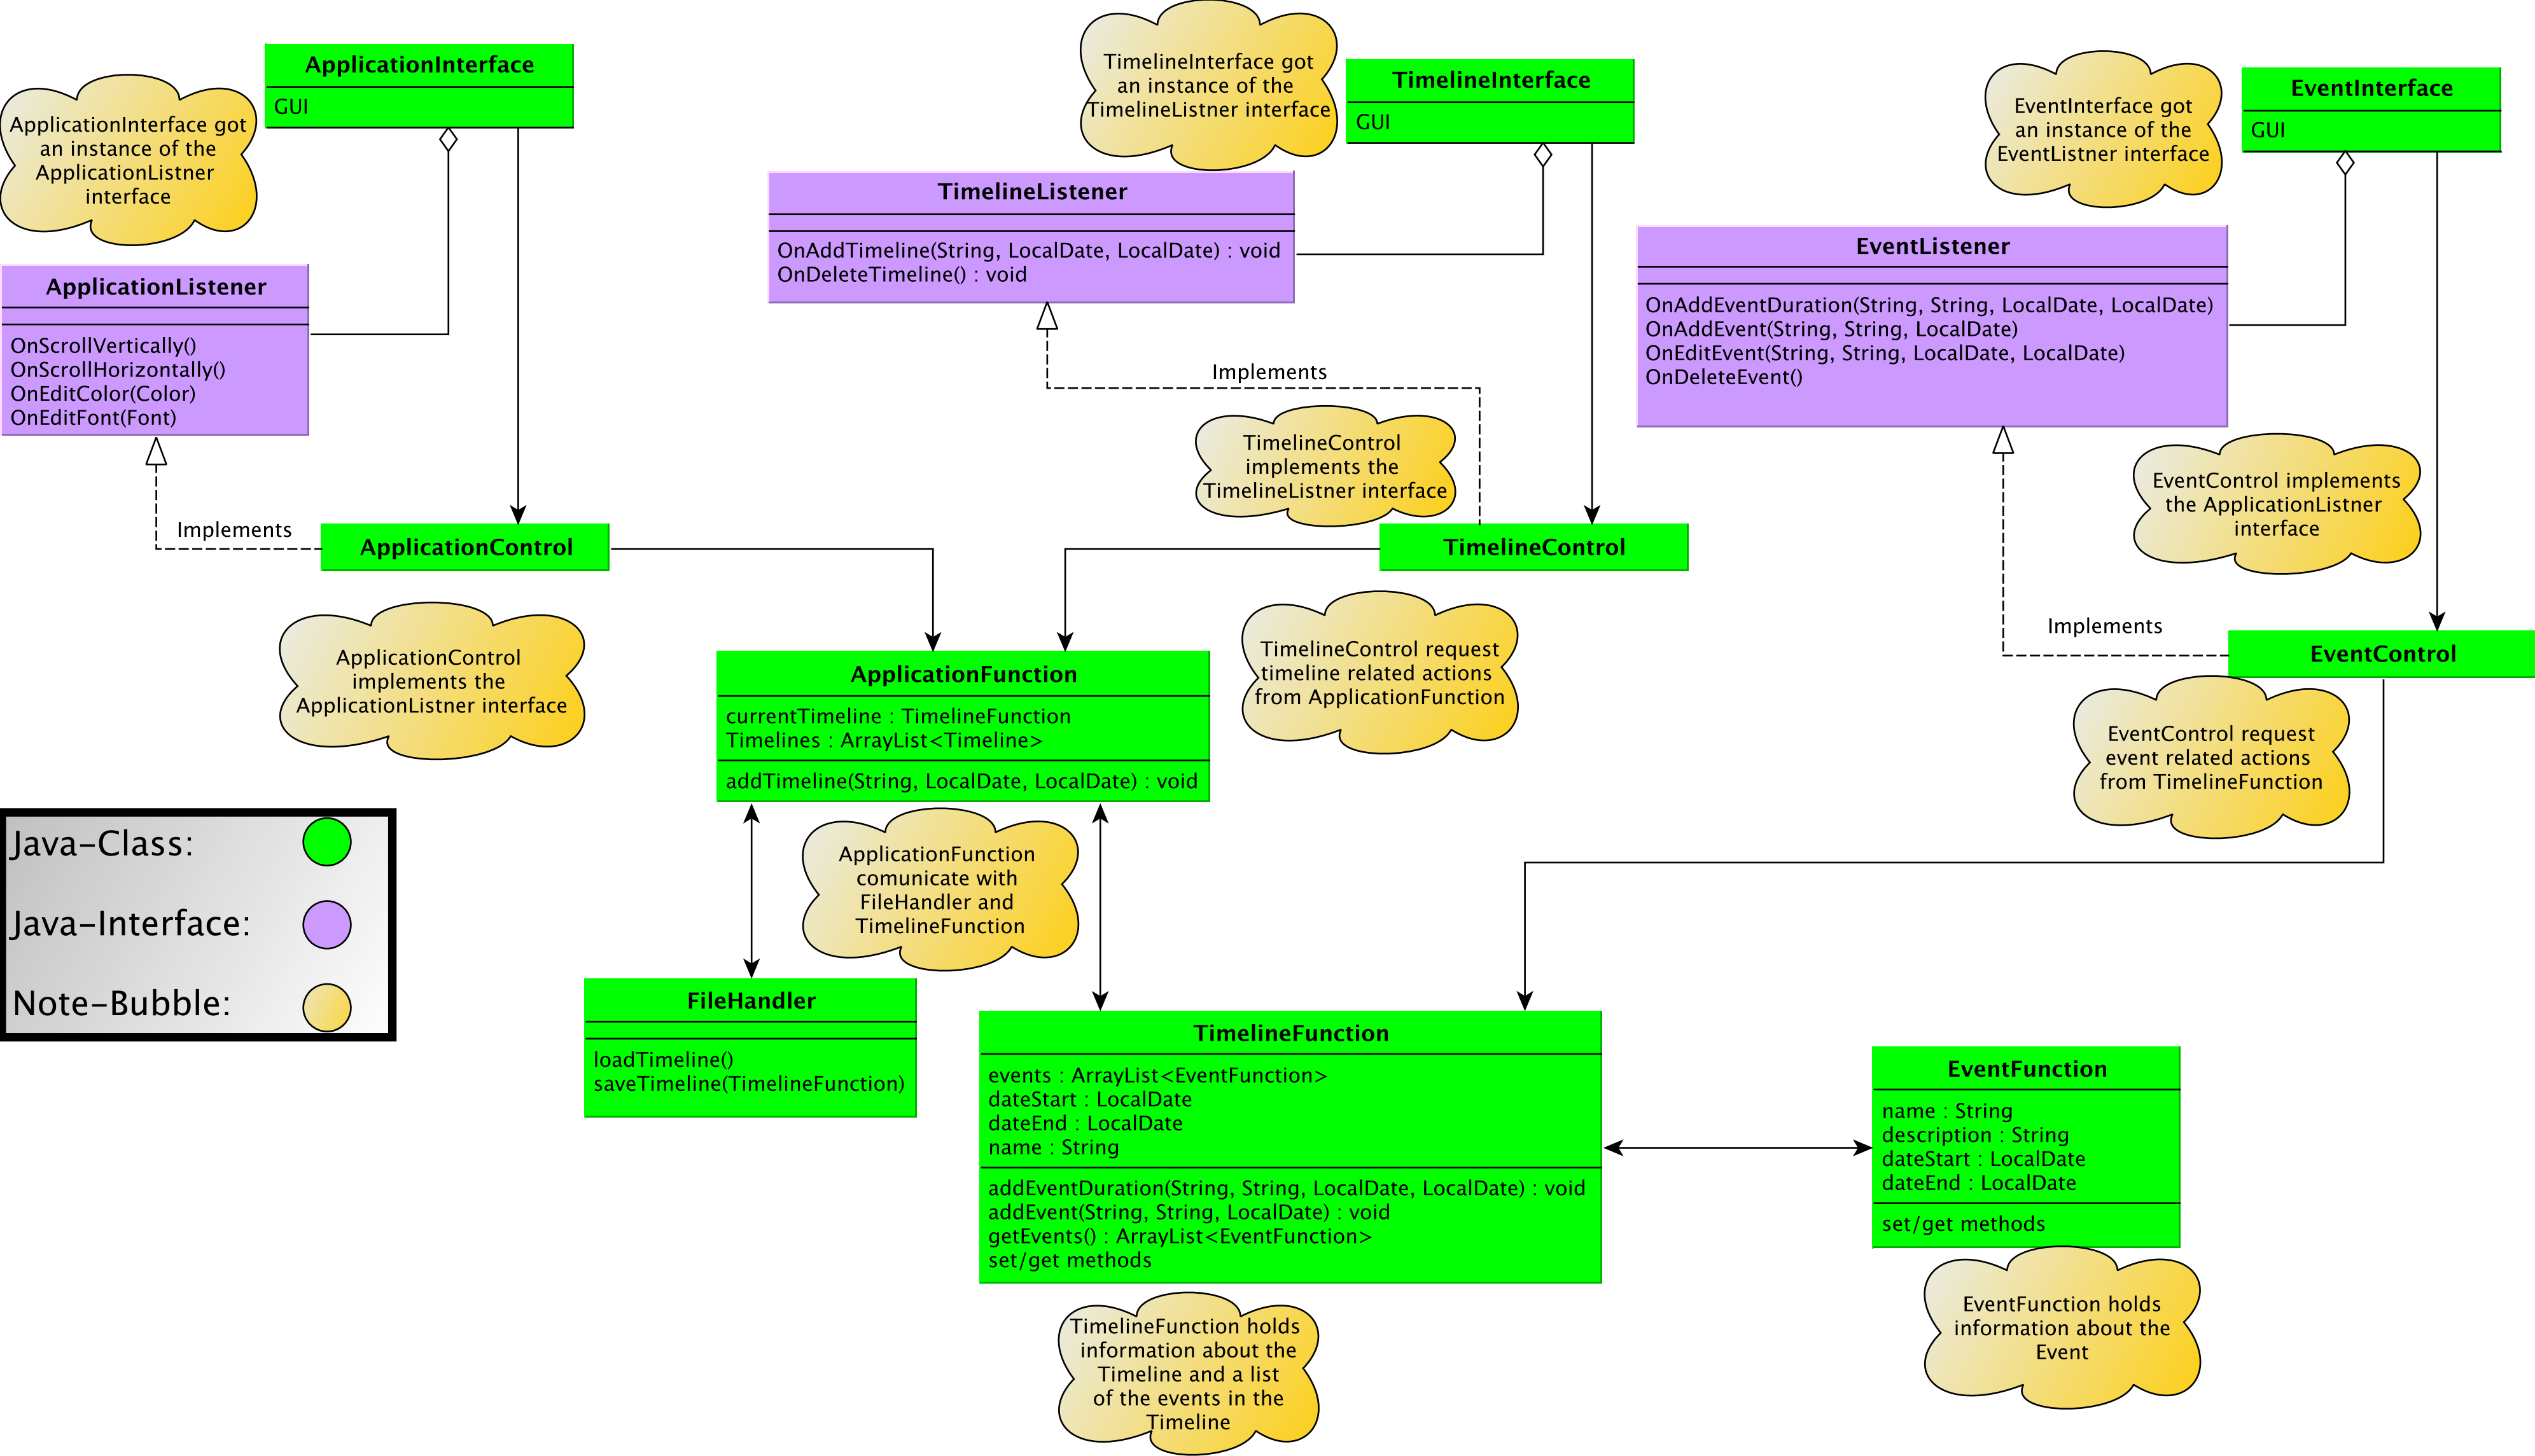 ApplicationInterface
GUI
ApplicationInterface got
an instance of the
ApplicationListner
interface
ApplicationListener
OnScrollVertically()
OnScrollHorizontally()
OnEditColor(Color)
OnEditFont(Font)
Implements
ApplicationControl
ApplicationControl
implements the
ApplicationListner interface
TimelineInterface got
an instance of the
TimelineListner interface
TimelineInterface
GUI
TimelineListener
OnAddTimeline(String, LocalDate, LocalDate) : void
OnDeleteTimeline() : void
Implements
TimelineControl
implements the
TimelineListner interface
TimelineControl
TimelineControl request
timeline related actions
from ApplicationFunction
EventInterface got
an instance of the
EventListner interface
EventInterface
GUI
EventListener
OnAddEventDuration(String, String, LocalDate, LocalDate)
OnAddEvent(String, String, LocalDate)
OnEditEvent(String, String, LocalDate, LocalDate)
OnDeleteEvent()
EventControl implements
the ApplicationListner
interface
Implements
EventControl
EventControl request
event related actions
from TimelineFunction
ApplicationFunction
currentTimeline : TimelineFunction
Timelines : ArrayList<Timeline>
addTimeline(String, LocalDate, LocalDate) : void
ApplicationFunction
comunicate with
FileHandler and
TimelineFunction
Java-Class:
Java-Interface:
Note-Bubble:
FileHandler
loadTimeline()
saveTimeline(TimelineFunction)
TimelineFunction
events : ArrayList<EventFunction>
dateStart : LocalDate
dateEnd : LocalDate
name : String
addEventDuration(String, String, LocalDate, LocalDate) : void
addEvent(String, String, LocalDate) : void
getEvents() : ArrayList<EventFunction>
set/get methods
EventFunction
name : String
description : String
dateStart : LocalDate
dateEnd : LocalDate
set/get methods
EventFunction holds
information about the
Event
TimelineFunction holds
information about the
Timeline and a list
of the events in the
Timeline